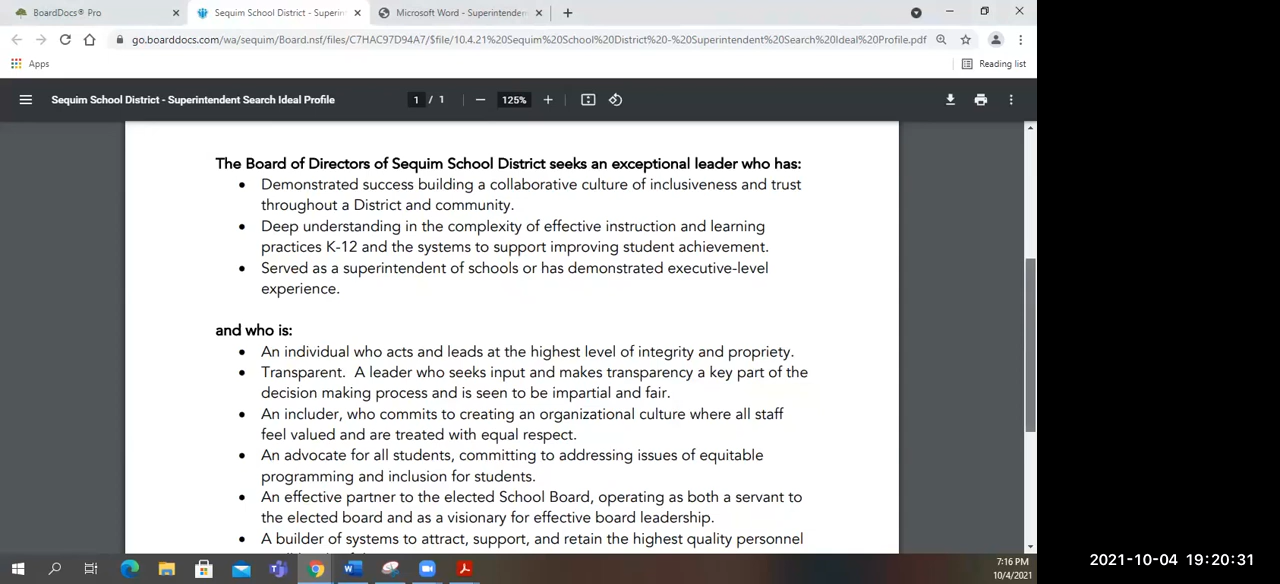 BoardDocs® Pro
Sequim School District - Superin
Microsoft Word - Superintenden
go.boarddocs.com/wa/sequim/Board.nsf/files/C7HAC97D94A7/$file/10.4.21%20Sequim%20School%20District%20-%20Superintendent%20Search%20Ideal%20Profile.pdf
Apps
Reading list
Sequim School District - Superintendent Search Ideal Profile
1 / 1
125%
The Board of Directors of Sequim School District seeks an exceptional leader who has:
• Demonstrated success building a collaborative culture of inclusiveness and trust
throughout a District and community.
• Deep understanding in the complexity of effective instruction and learning
practices K-12 and the systems to support improving student achievement.
• Served as a superintendent of schools or has demonstrated executive-level
experience.
and who is:
• An individual who acts and leads at the highest level of integrity and propriety.
• Transparent.  A leader who seeks input and makes transparency a key part of the
decision making process and is seen to be impartial and fair.
• An includer, who commits to creating an organizational culture where all staff
feel valued and are treated with equal respect.
• An advocate for all students, committing to addressing issues of equitable
programming and inclusion for students.
• An effective partner to the elected School Board, operating as both a servant to
the elected board and as a visionary for effective board leadership.
• A builder of systems to attract, support, and retain the highest quality personnel
7:16 PM
10/4/2021
2021-10-04 19:20:31